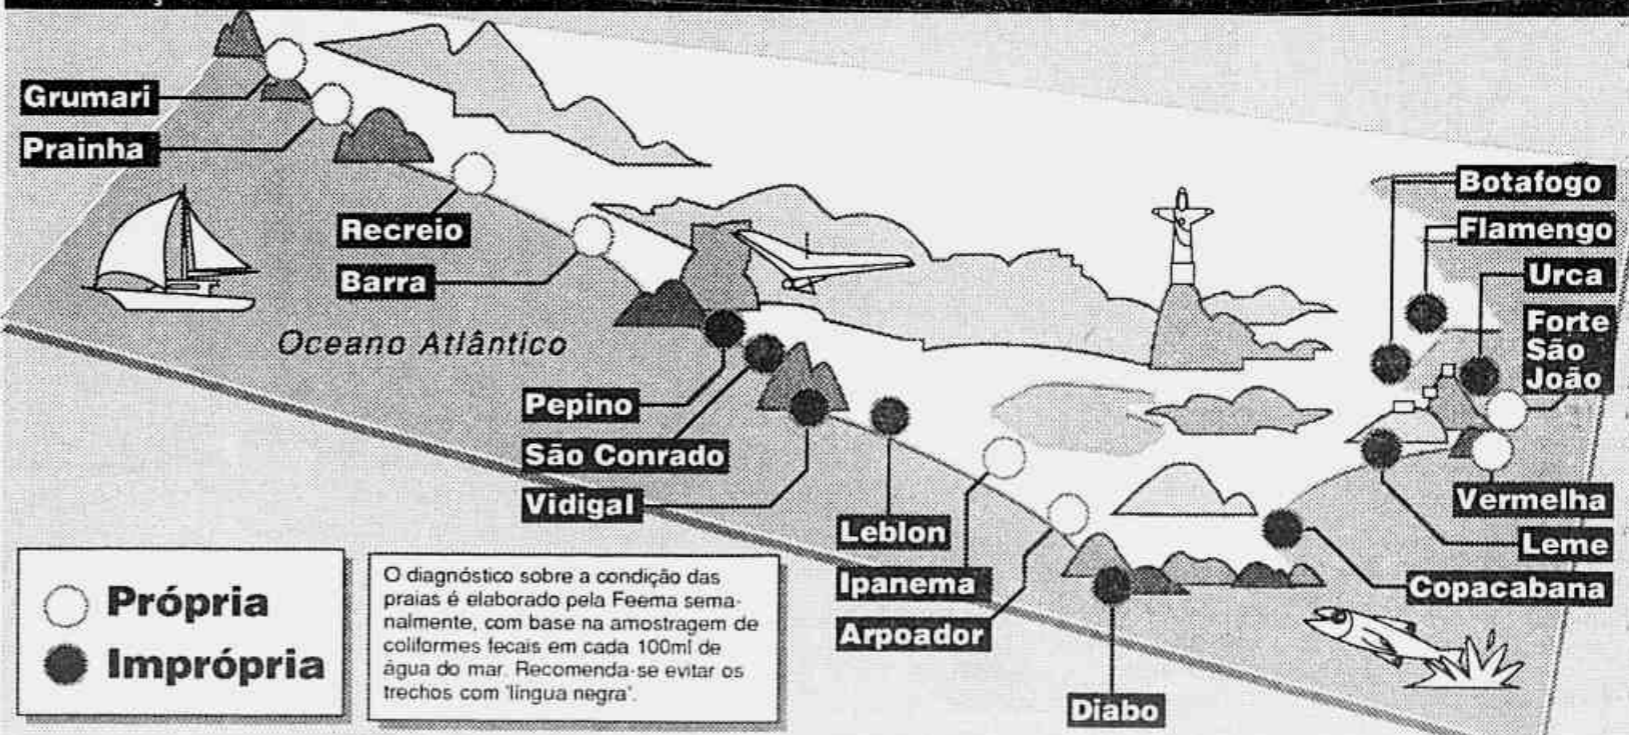 Grumari
Prainha
Recreio
Barra
Oceano Atlântico
Pepino
São Conrado
Vidigal
Leblon
Ipanema
Arpoador
Diabo
Botafogo
Flamengo
Urca
Forte
São
João
Vermelha
Leme
Copacabana
Própria
Imprópria
O diagnóstico sobre a condição das
praias é elaborado pela Feema sema-
nalmente, com base na amostragem de
coliformes fecais em cada 100ml de
água do mar. Recomenda-se evitar os
trechos com 'língua negra'.